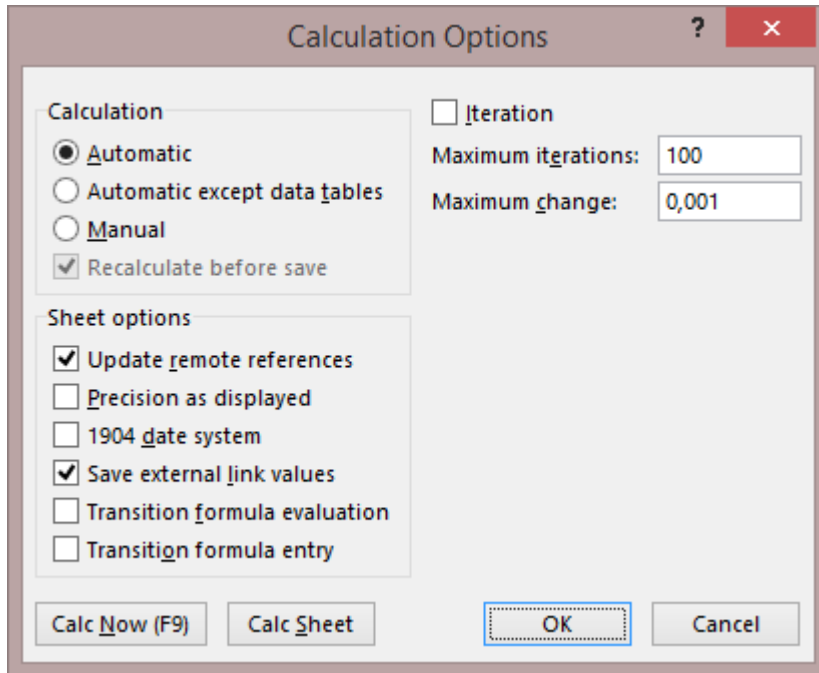 Calculation Options
?
Calculation
Automatic
Automatic except data tables
Manual
Recalculate before save
Iteration
Maximum iterations: 100
Maximum change: 0,001
Sheet options
Update remote references
Precision as displayed
1904 date system
Save external link values
Transition formula evaluation
Transition formula entry
Calc Now (F9) Calc Sheet OK Cancel